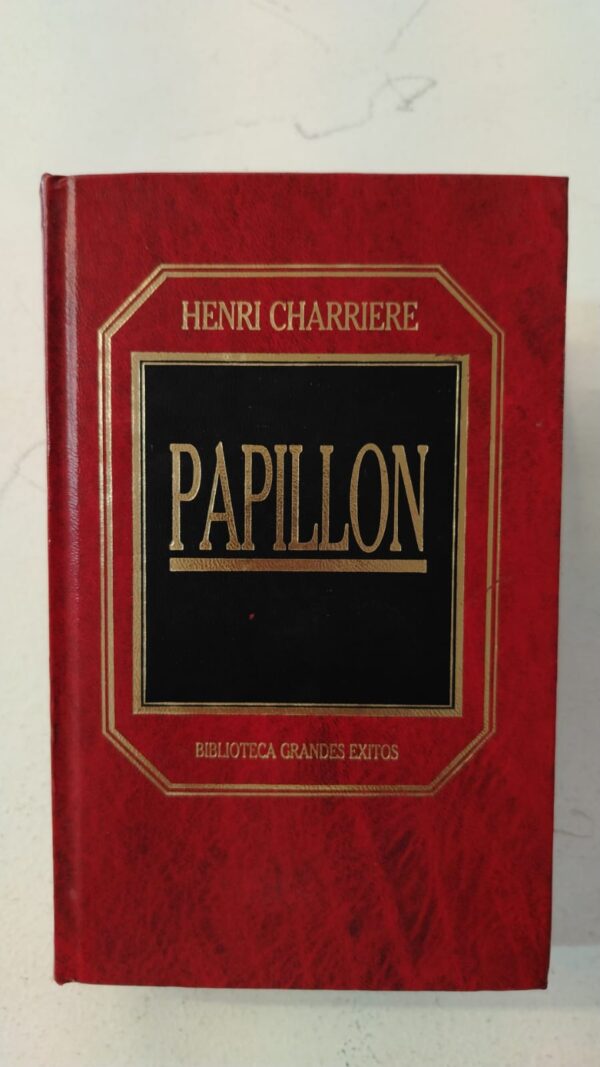 HENRI CHARRIERE
PAPILLON
BIBLIOTECA GRANDES EXITOS